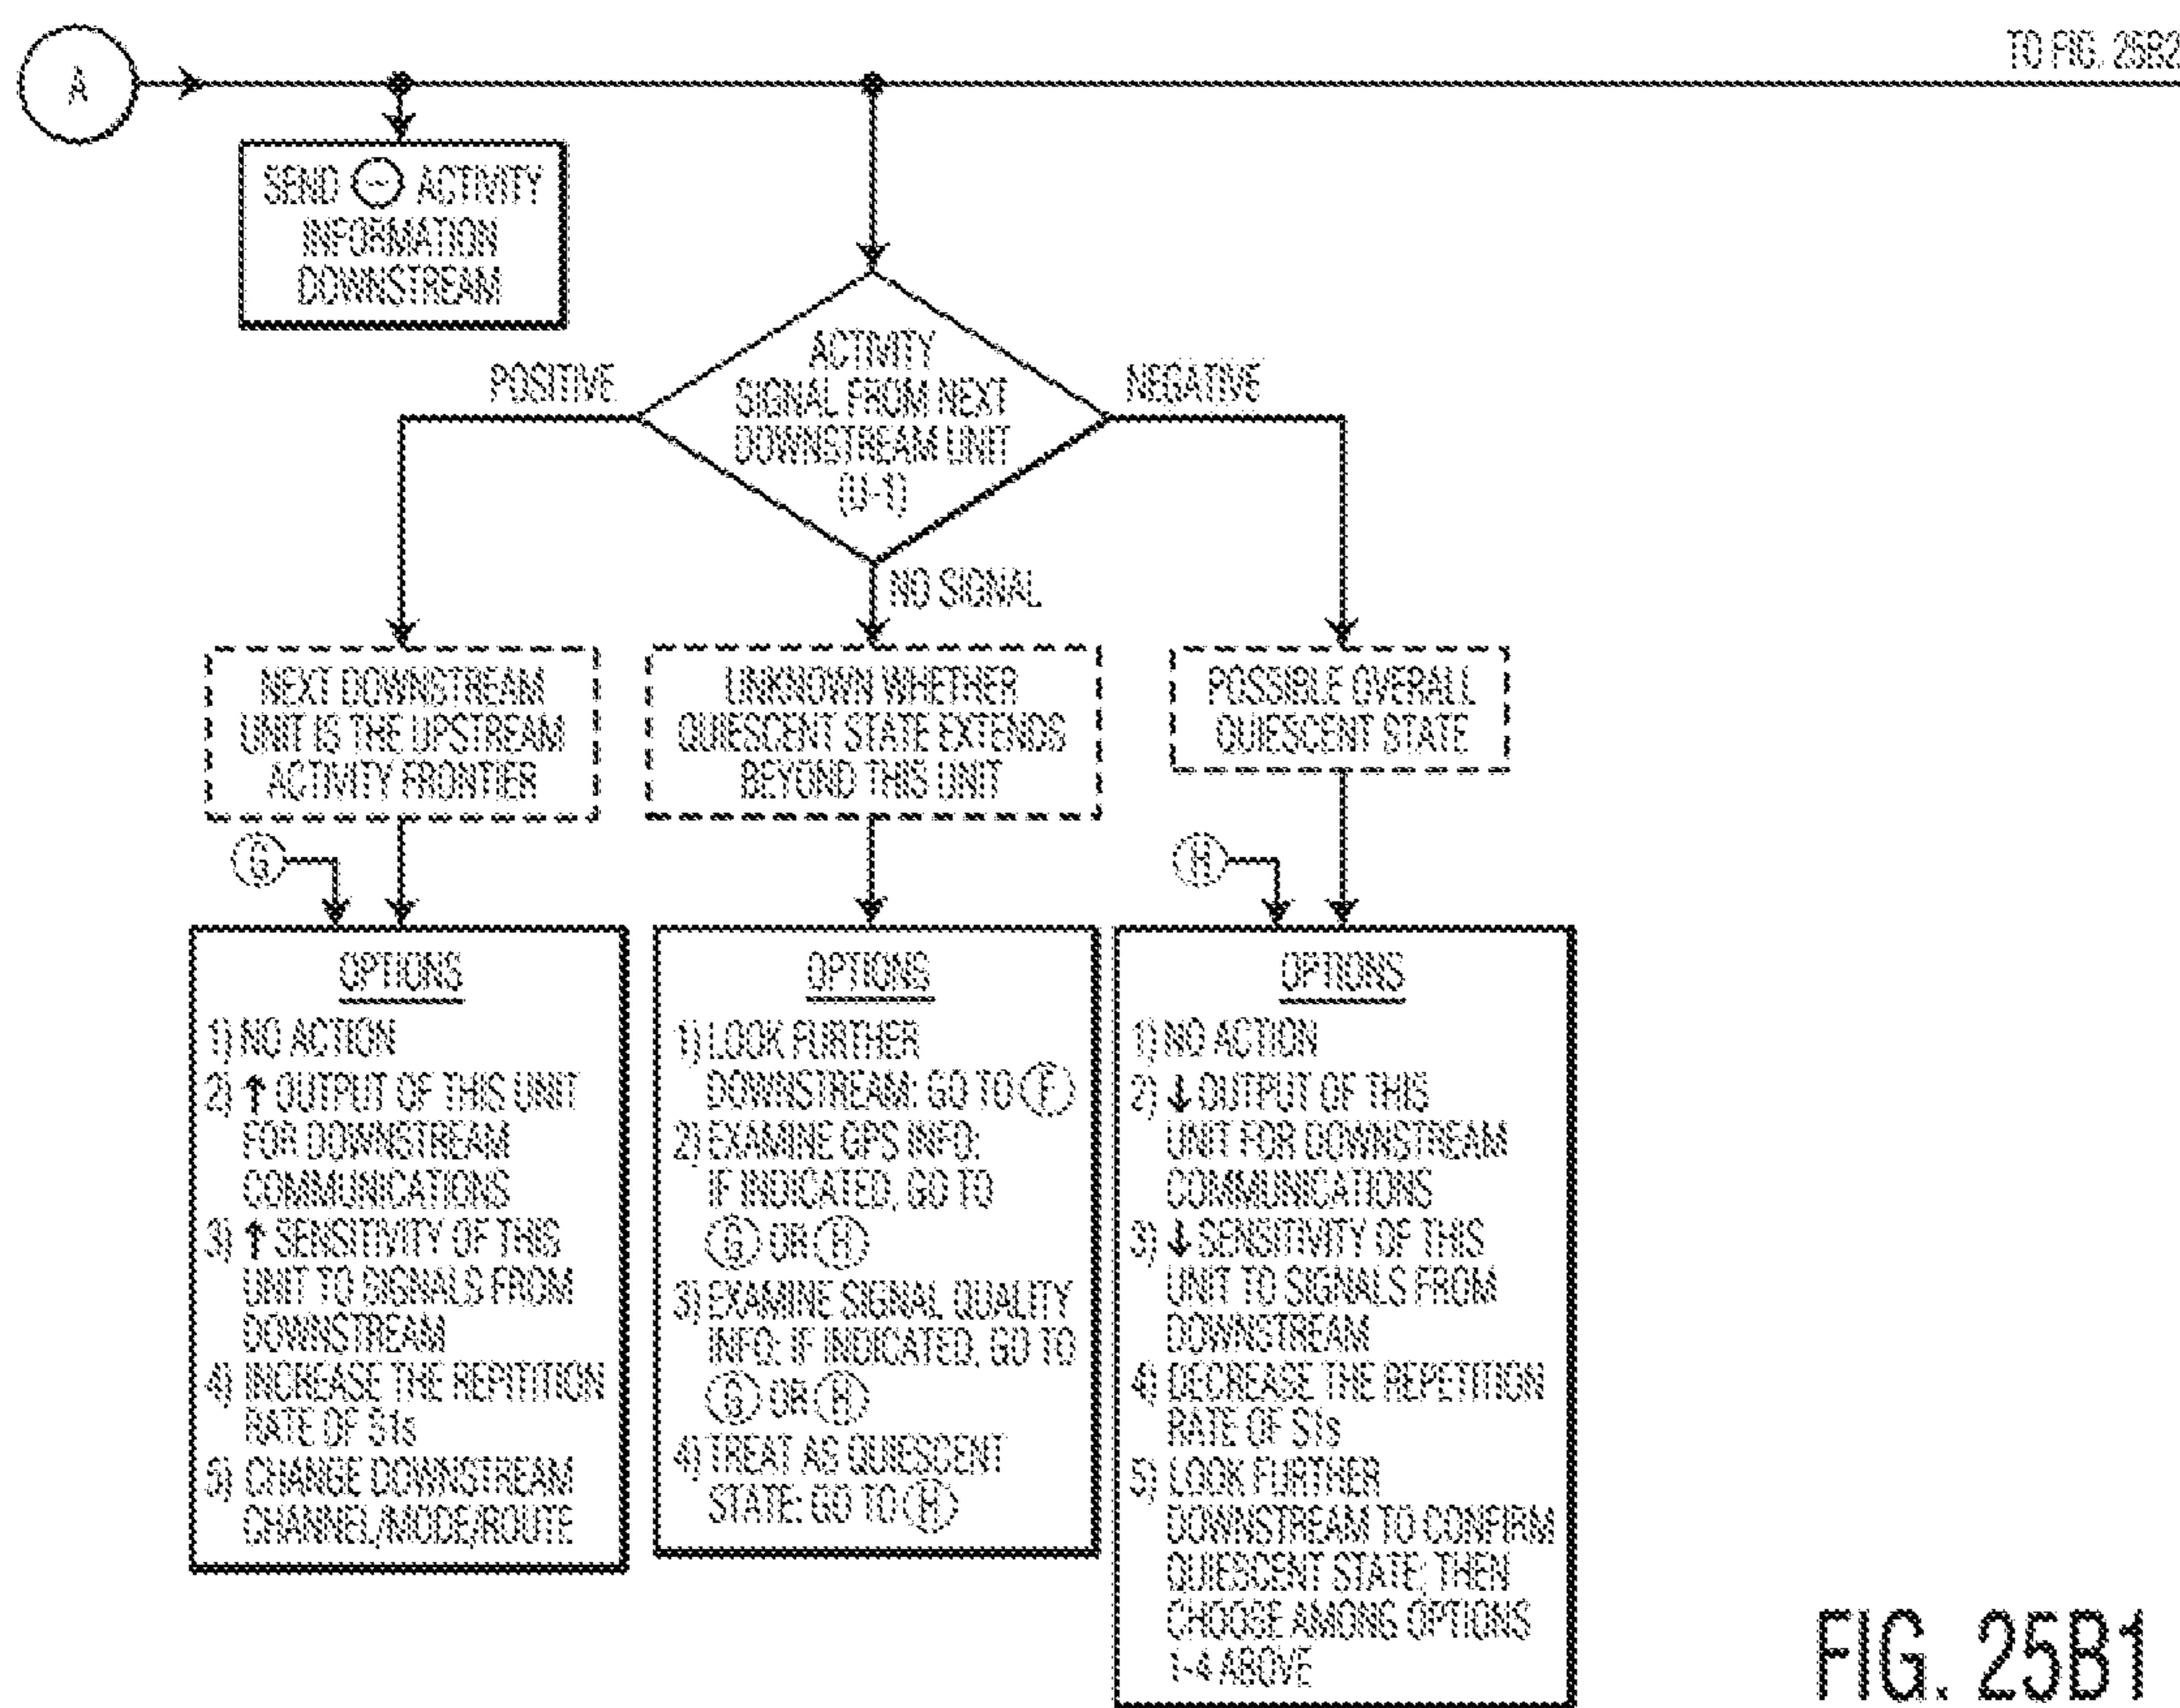 A
TO FIG. 25B2
SEND (-) ACTIVITY
INFORMATION
DOWNSTREAM
ACTIVITY
SIGNAL FROM NEXT
DOWNSTREAM UNIT
(U-1)
POSITIVE
NEGATIVE
NO SIGNAL
NEXT DOWNSTREAM
UNIT IS THE UPSTREAM
ACTIVITY FRONTIER
UNKNOWN WHETHER
QUIESCENT STATE EXTENDS
BEYOND THIS UNIT
POSSIBLE OVERALL
QUIESCENT STATE
G
H
OPTIONS
1) NO ACTION
2) ↑ OUTPUT OF THIS UNIT
FOR DOWNSTREAM
COMMUNICATIONS
3) ↑ SENSITIVITY OF THIS
UNIT TO SIGNALS FROM
DOWNSTREAM
4) INCREASE THE REPITITION
RATE OF S1s
5) CHANGE DOWNSTREAM
CHANNEL/MODE/ROUTE
OPTIONS
1) LOOK FURTHER
DOWNSTREAM: GO TO F
2) EXAMINE GPS INFO:
IF INDICATED, GO TO
G OR H
3) EXAMINE SIGNAL QUALITY
INFO: IF INDICATED, GO TO
G OR H
4) TREAT AS QUIESCENT
STATE: GO TO H
OPTIONS
1) NO ACTION
2) ↓ OUTPUT OF THIS
UNIT FOR DOWNSTREAM
COMMUNICATIONS
3) ↓ SENSITIVITY OF THIS
UNIT TO SIGNALS FROM
DOWNSTREAM
4) DECREASE THE REPETITION
RATE OF S1s
5) LOOK FURTHER
DOWNSTREAM TO CONFIRM
QUIESCENT STATE; THEN
CHOOSE AMONG OPTIONS
1-4 ABOVE
FIG. 25B1